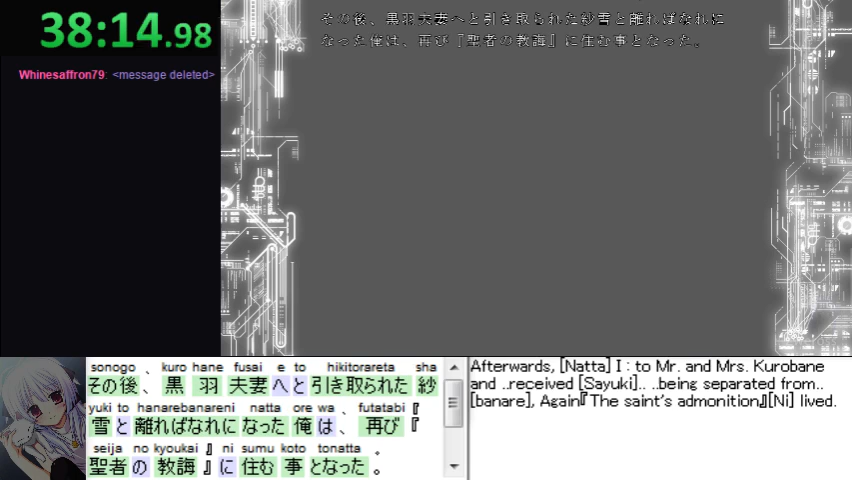 38:14.98
Whinesaffron79: <message deleted>
その後、黒羽夫妻へと引き取られた紗雪と離ればなれに
なった俺は、再び『聖者の教誨』に住む事となった。
sonogo 、 kuro hane fusai e to hikitorareta sha
その後 、 黒 羽 夫妻 へと 引き取られた 紗
yuki to hanarebanareni natta ore wa 、 futatabi 『
雪 と 離ればなれに なった 俺 は 、 再び 『
seija no kyoukai 』 ni sumu koto tonatta 。
聖者 の 教誨 』 に 住む 事 となった 。
Afterwards, [Natta] I : to Mr. and Mrs. Kurobane
and ..received [Sayuki].. ..being separated from..
[banare], Again『The saint's admonition』[Ni] lived.